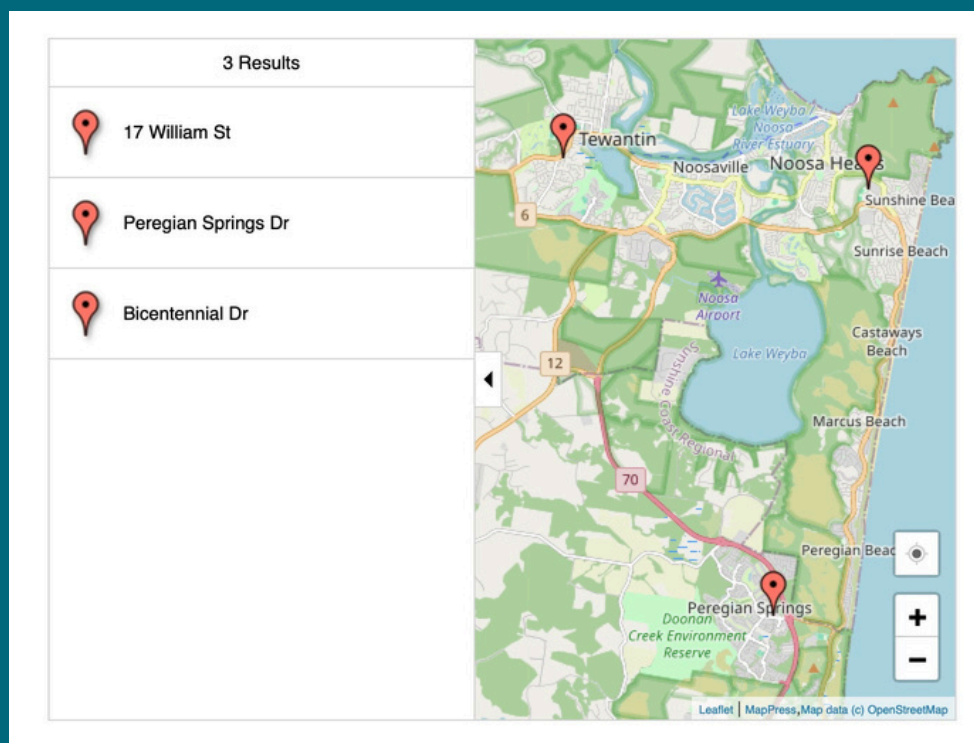 3 Results
17 William St
Peregian Springs Dr
Bicentennial Dr
Lake Weyba /
Noosa
River Estuary
Tewantin
Noosaville
Noosa Heads
Sunshine Bea
6
Sunrise Beach
Noosa
Airport
Castaways
Beach
Lake Weyba
12
Sunshine Coast Regional
Marcus Beach
70
Peregian Beac
Peregian Springs
Doonan
Creek Environment
Reserve
+
−
Leaflet | MapPress,Map data (c) OpenStreetMap